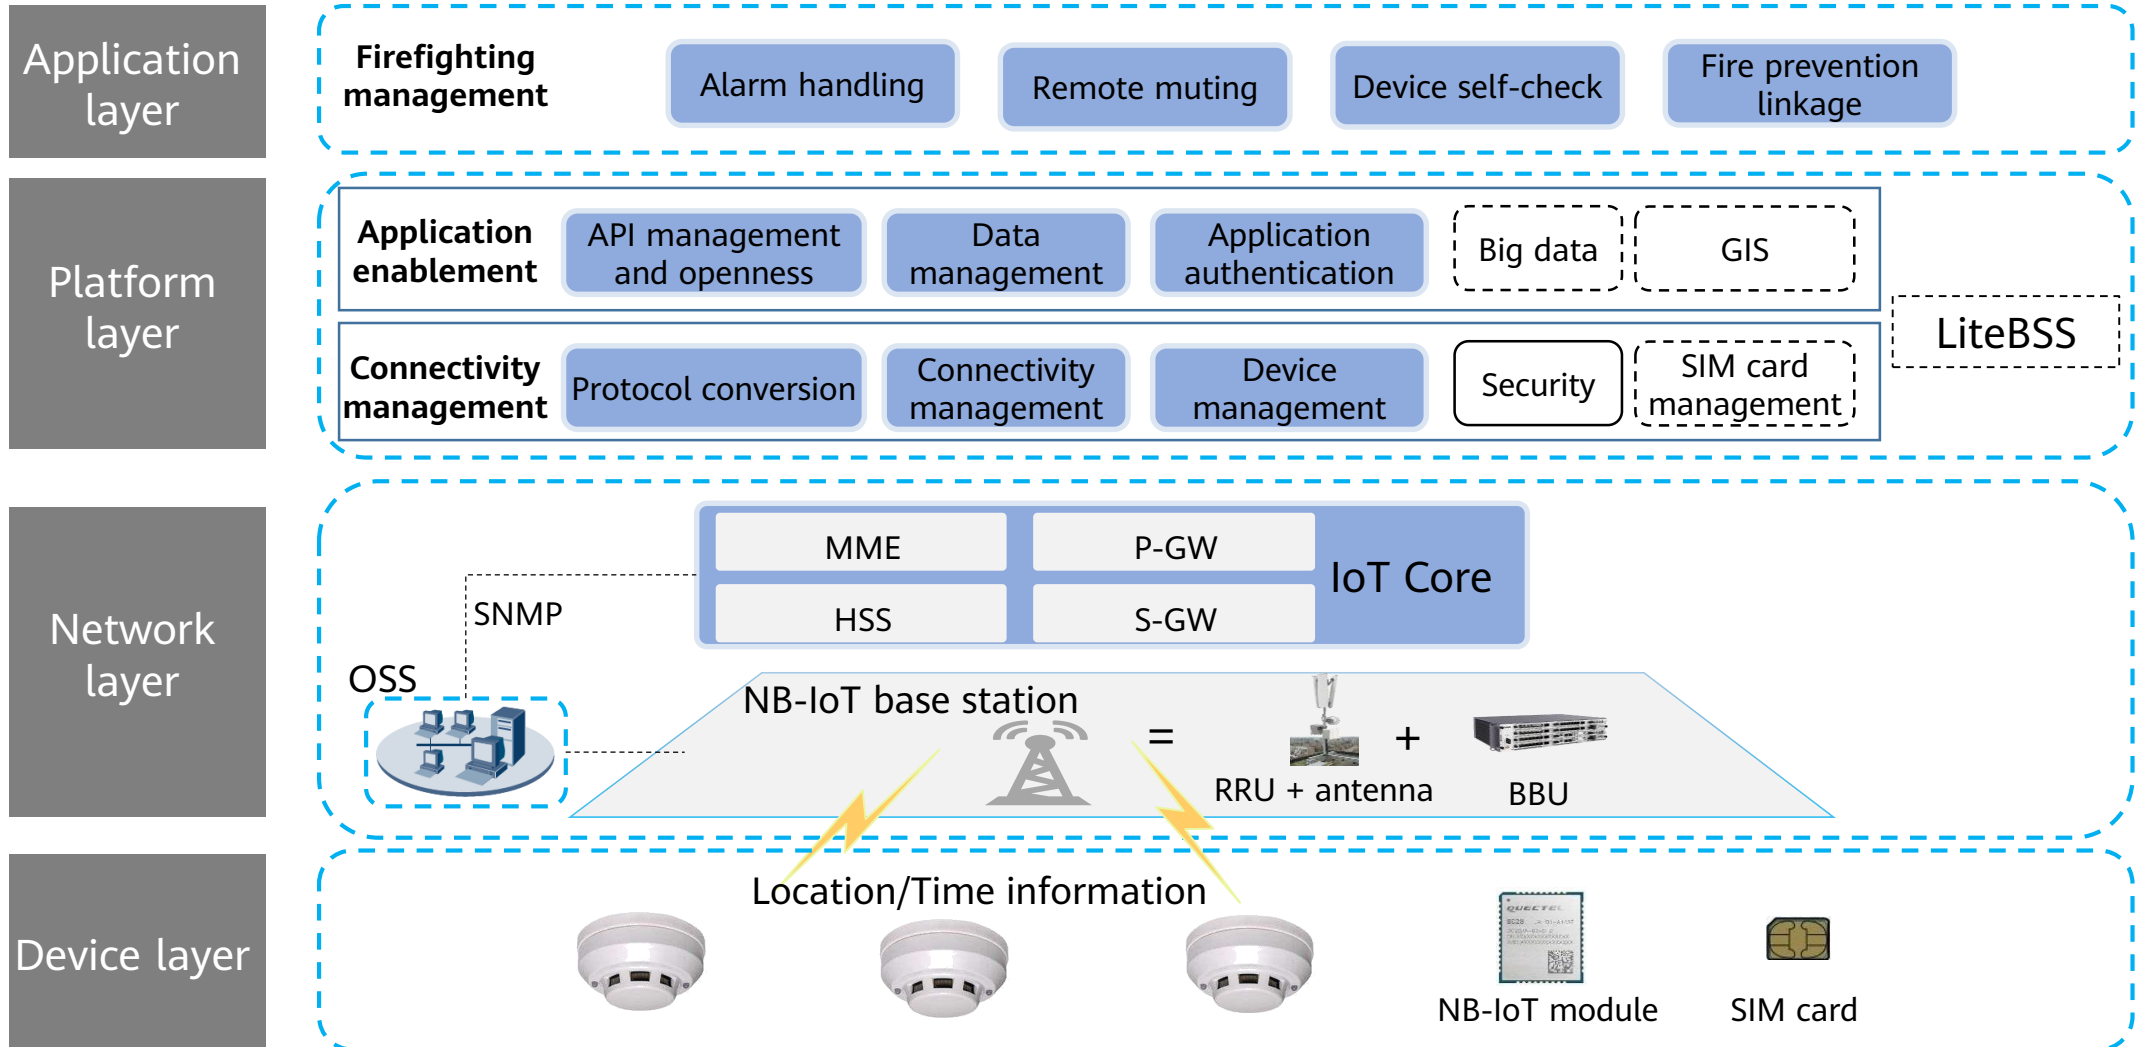 Application
layer
Firefighting
management
Alarm handling
Remote muting
Device self-check
Fire prevention
linkage
Platform
layer
Application
enablement
API management
and openness
Data
management
Application
authentication
Big data
GIS
Connectivity
management
Protocol conversion
Connectivity
management
Device
management
Security
SIM card
management
LiteBSS
Network
layer
MME
P-GW
HSS
S-GW
IoT Core
SNMP
OSS
NB-IoT base station
=
+
RRU + antenna
BBU
Device layer
Location/Time information
QUECTEL
BC28
NB-IoT module
SIM card